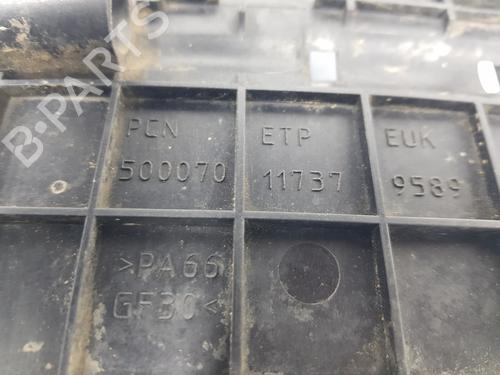 B-PARTS
PCN
500070
ETP
11737
EUK
9589
>PA66
GF30<